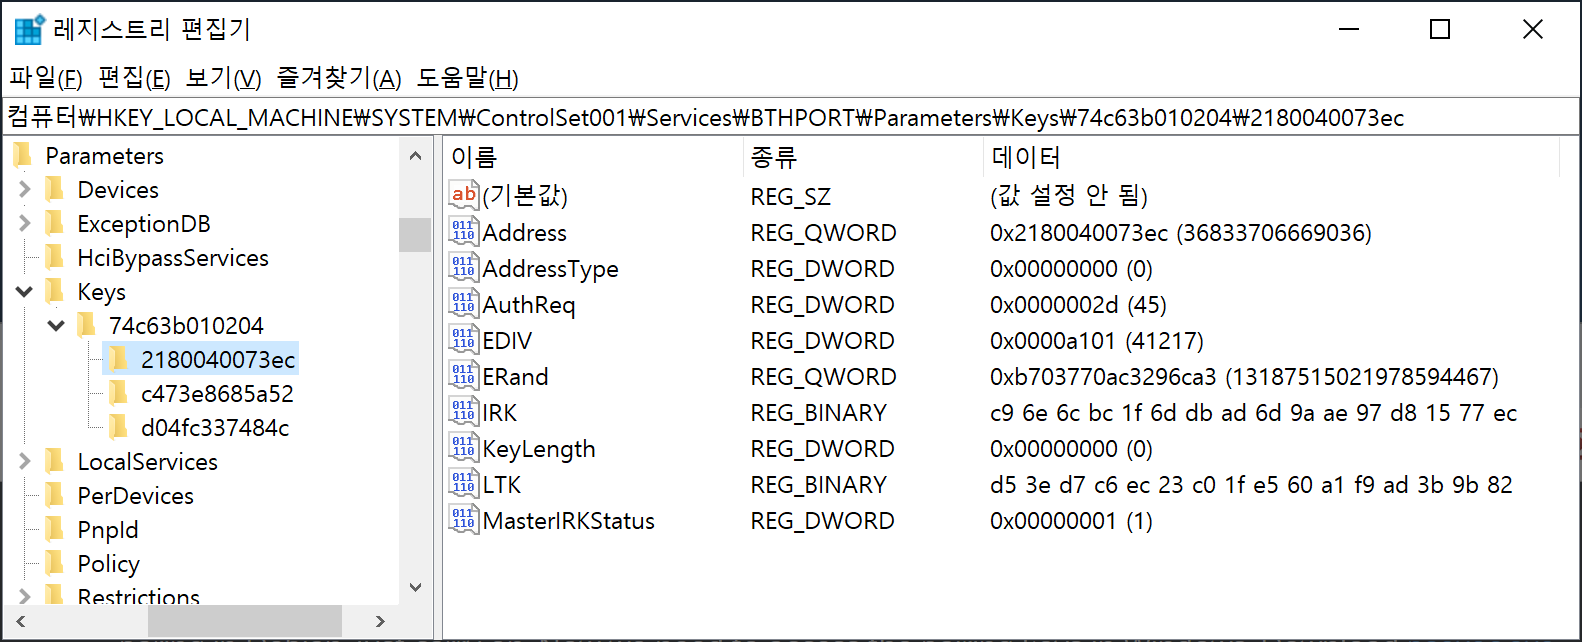 레지스트리 편집기
파일(F) 편집(E) 보기(V) 즐겨찾기(A) 도움말(H)
컴퓨터₩HKEY_LOCAL_MACHINE₩SYSTEM₩ControlSet001₩Services₩BTHPORT₩Parameters₩Keys₩74c63b010204₩2180040073ec
Parameters
Devices
ExceptionDB
HciBypassServices
Keys
74c63b010204
2180040073ec
c473e8685a52
d04fc337484c
LocalServices
PerDevices
PnpId
Policy
Restrictions
이름 종류 데이터
(기본값) REG_SZ (값 설정 안 됨)
Address REG_QWORD 0x2180040073ec (36833706669036)
AddressType REG_DWORD 0x00000000 (0)
AuthReq REG_DWORD 0x0000002d (45)
EDIV REG_DWORD 0x0000a101 (41217)
ERand REG_QWORD 0xb703770ac3296ca3 (13187515021978594467)
IRK REG_BINARY c9 6e 6c bc 1f 6d db ad 6d 9a ae 97 d8 15 77 ec
KeyLength REG_DWORD 0x00000000 (0)
LTK REG_BINARY d5 3e d7 c6 ec 23 c0 1f e5 60 a1 f9 ad 3b 9b 82
MasterIRKStatus REG_DWORD 0x00000001 (1)